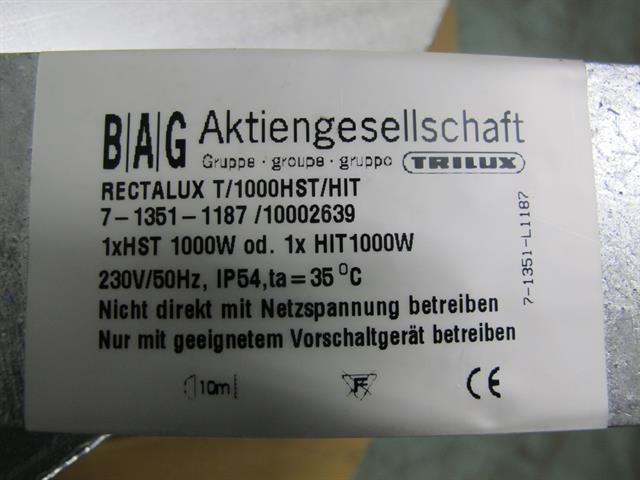 B|A|G Aktiengesellschaft
Gruppe · groupe · gruppo TRILUX
RECTALUX T/1000HST/HIT
7-1351-1187 /10002639
1xHST 1000W od. 1x HIT1000W
230V/50Hz, IP54,ta = 35 °C
Nicht direkt mit Netzspannung betreiben
Nur mit geeignetem Vorschaltgerät betreiben
7-1351-L1187
10m F CE